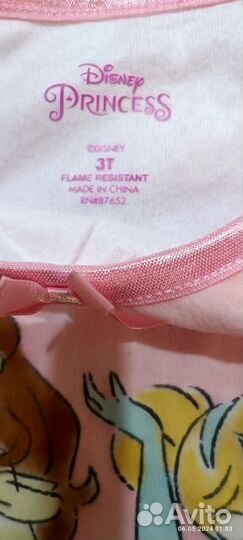 Disney
PRINCESS
©DISNEY
3T
FLAME RESISTANT
MADE IN CHINA
RN#87652
06.05.2024 01:03
Avito